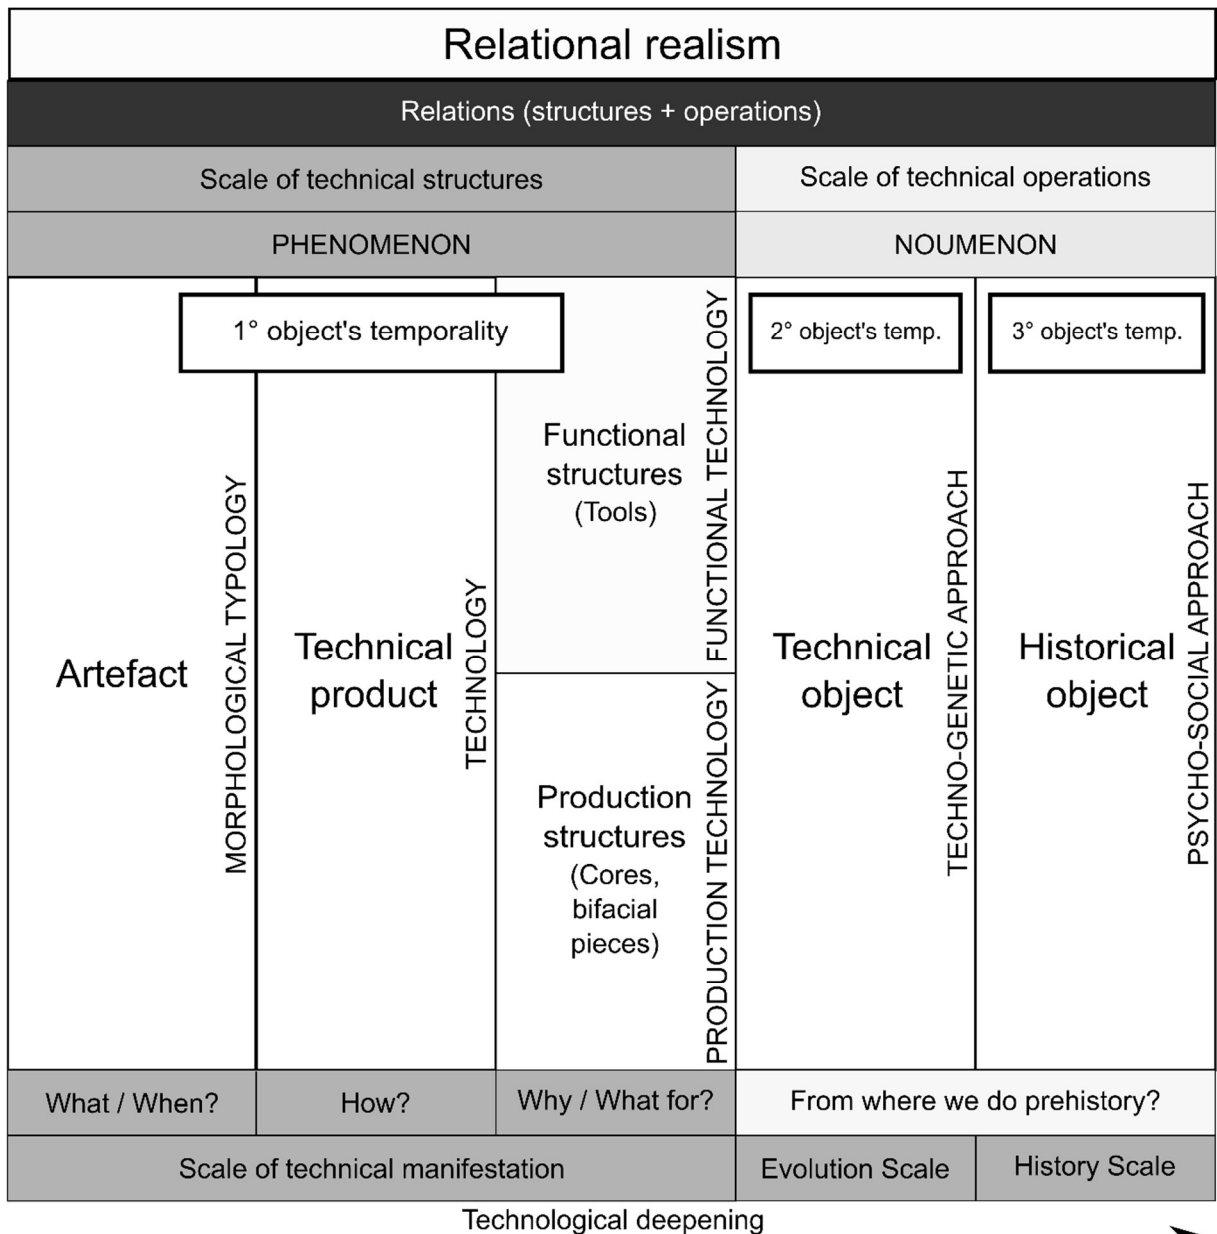 Relational realism
Relations (structures + operations)
Scale of technical structures
Scale of technical operations
PHENOMENON
NOUMENON
1° object's temporality
2° object's temp.
3° object's temp.
Artefact
MORPHOLOGICAL TYPOLOGY
Technical
product
TECHNOLOGY
Functional
structures
(Tools)
FUNCTIONAL TECHNOLOGY
Production
structures
(Cores,
bifacial
pieces)
PRODUCTION TECHNOLOGY
Technical
object
TECHNO-GENETIC APPROACH
Historical
object
PSYCHO-SOCIAL APPROACH
What / When?
How?
Why / What for?
From where we do prehistory?
Scale of technical manifestation
Evolution Scale
History Scale
Technological deepening